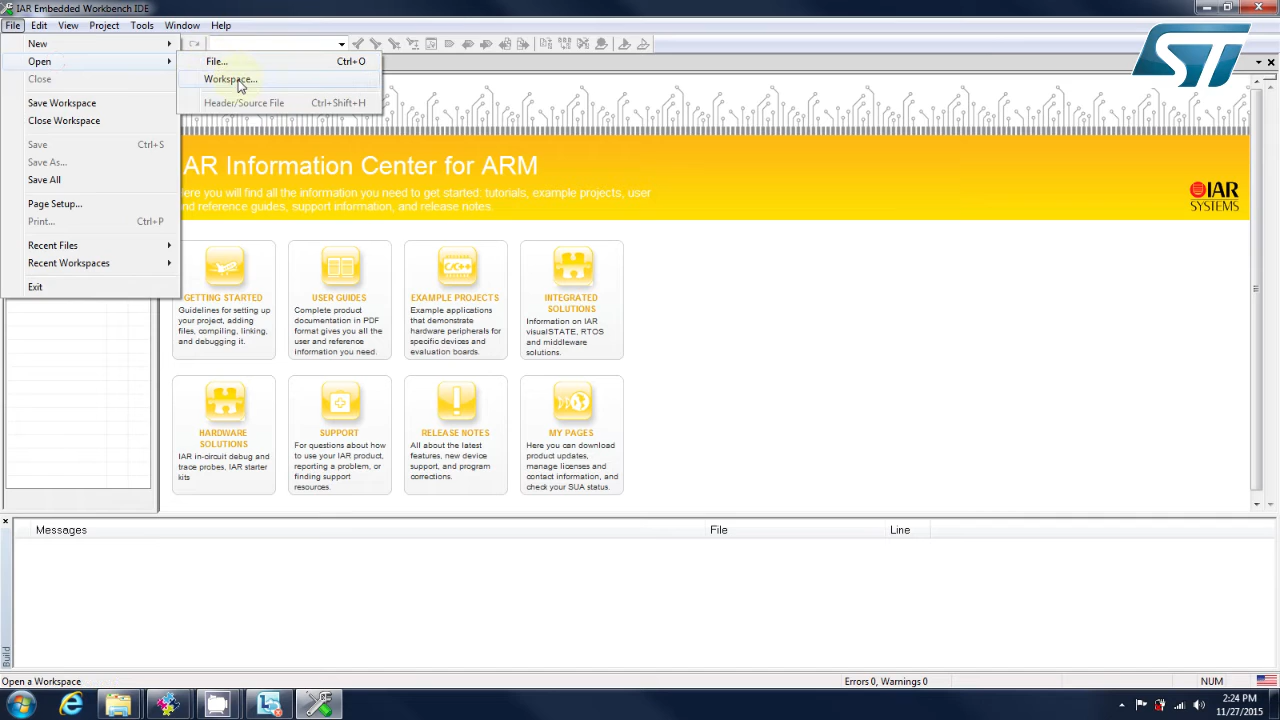 IAR Embedded Workbench IDE
File Edit View Project Tools Window Help
New
Open
Close
Save Workspace
Close Workspace
Save Ctrl+S
Save As...
Save All
Page Setup...
Print... Ctrl+P
Recent Files
Recent Workspaces
Exit
File... Ctrl+O
Workspace...
Header/Source File Ctrl+Shift+H
ST
AR Information Center for ARM
ere you will find all the information you need to get started: tutorials, example projects, user
nd reference guides, support information, and release notes.
IAR
SYSTEMS
GETTING STARTED
Guidelines for setting up
your project, adding
files, compiling, linking,
and debugging it.
USER GUIDES
Complete product
documentation in PDF
format gives you all the
user and reference
information you need.
EXAMPLE PROJECTS
Example applications
that demonstrate
hardware peripherals for
specific devices and
evaluation boards.
INTEGRATED
SOLUTIONS
Information on IAR
visualSTATE, RTOS
and middleware
solutions.
HARDWARE
SOLUTIONS
IAR in-circuit debug and
trace probes, IAR starter
kits
SUPPORT
For questions about how
to use your IAR product,
reporting a problem, or
finding support
resources.
RELEASE NOTES
All about the latest
features, new device
support, and program
corrections.
MY PAGES
Here you can download
product updates,
manage licenses and
contact information, and
check your SUA status.
Messages File Line
Build
Open a Workspace Errors 0, Warnings 0 NUM
2:24 PM
11/27/2015